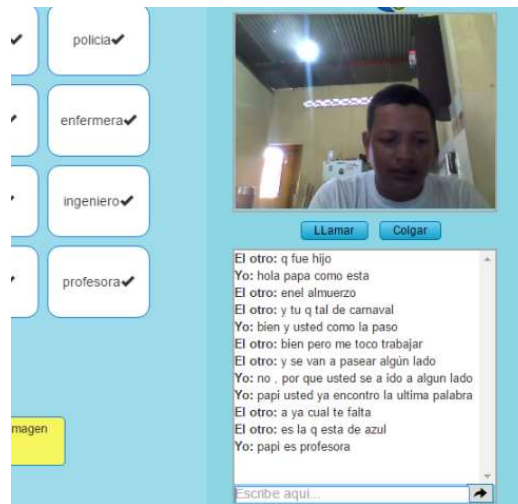 policia✔
enfermera✔
ingeniero✔
profesora✔
magen
LLamar
Colgar
El otro: q fue hijo
Yo: hola papa como esta
El otro: enel almuerzo
El otro: y tu q tal de carnaval
Yo: bien y usted como la paso
El otro: bien pero me toco trabajar
El otro: y se van a pasear algún lado
Yo: no , por que usted se a ido a algun lado
Yo: papi usted ya encontro la ultima palabra
El otro: a ya cual te falta
El otro: es la q esta de azul
Yo: papi es profesora
Escribe aqui...